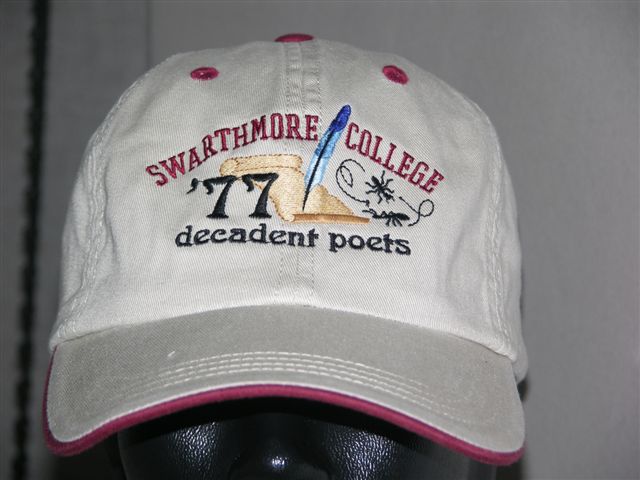 SWARTHMORE COLLEGE
'77
decadent poets